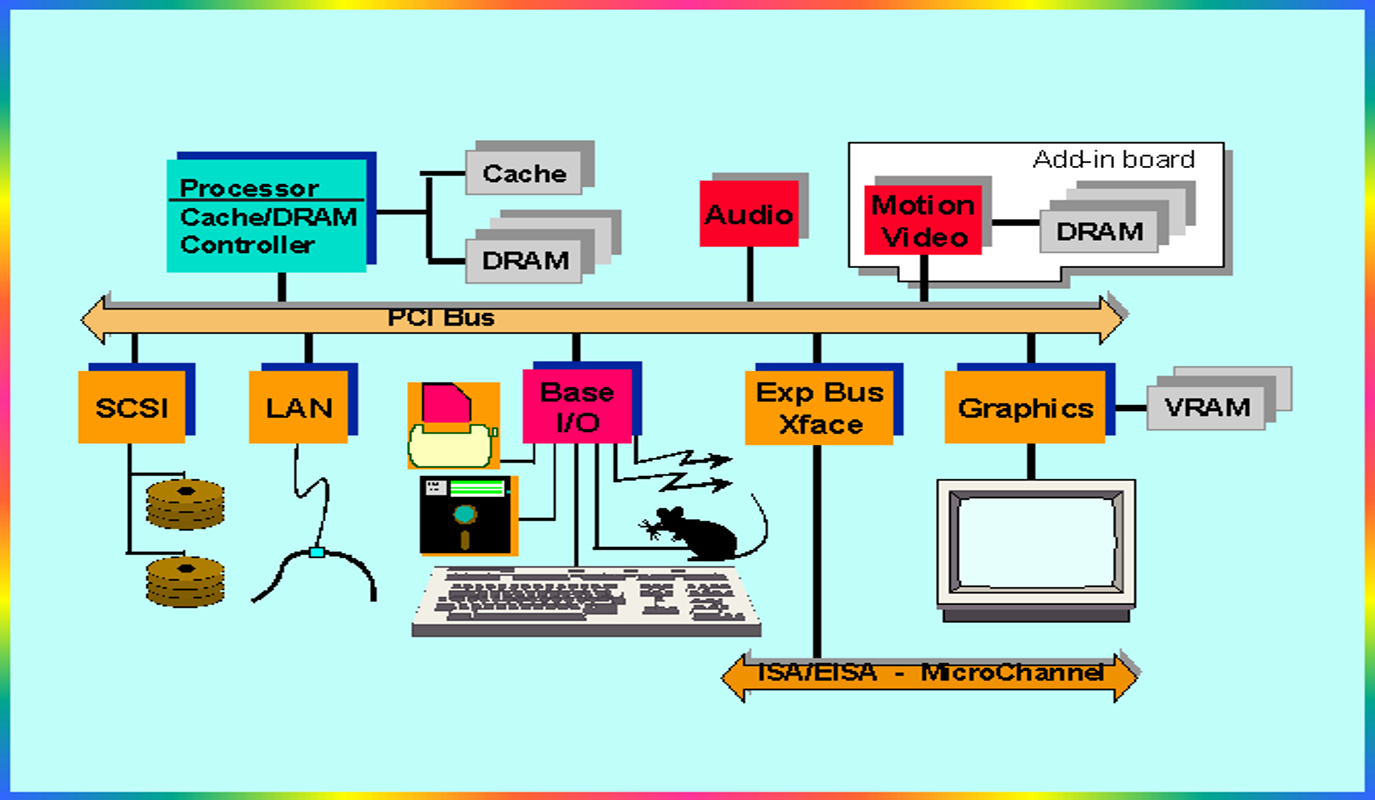 Processor
Cache/DRAM
Controller
Cache
DRAM
Audio
Add-in board
Motion
Video
DRAM
PCI Bus
SCSI
LAN
Base
I/O
Exp Bus
Xface
Graphics
VRAM
ISA/EISA - MicroChannel